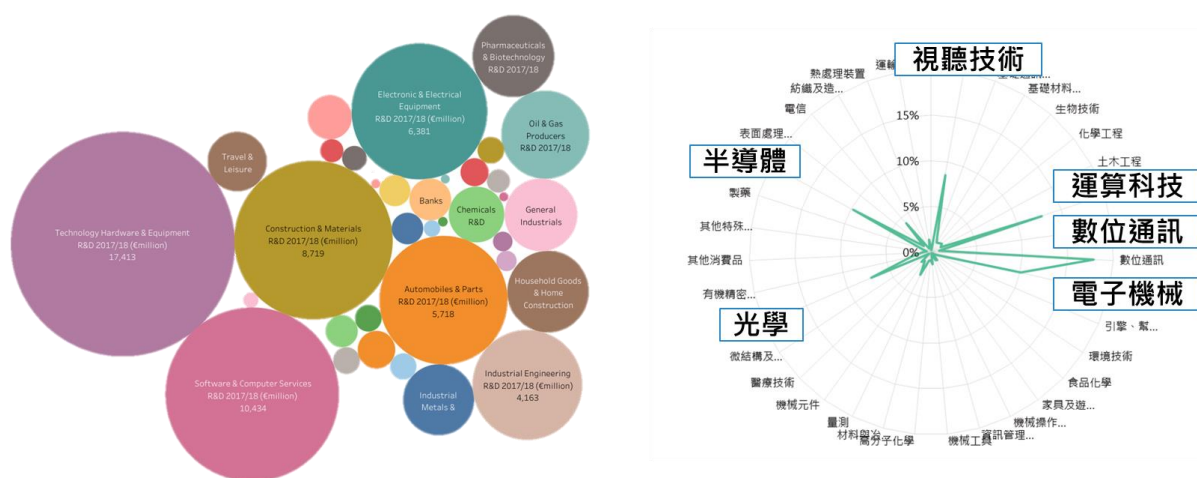 Pharmaceuticals
& Biotechnology
R&D 2017/18
Electronic & Electrical
Equipment
R&D 2017/18 (€million)
6,381
Oil & Gas
Producers
R&D 2017/18
Travel &
Leisure
Banks
Chemicals
R&D
General
Industrials
Technology Hardware & Equipment
R&D 2017/18 (€million)
17,413
Construction & Materials
R&D 2017/18 (€million)
8,719
Automobiles & Parts
R&D 2017/18 (€million)
5,718
Household Goods
& Home
Construction
Software & Computer Services
R&D 2017/18 (€million)
10,434
Industrial
Metals &
Industrial Engineering
R&D 2017/18 (€million)
4,163
視聽技術
運輸
熱處理裝置
紡織及造...
電信
表面處理...
半導體
製藥
其他特殊...
其他消費品
有機精密...
光學
微結構及...
醫療技術
機械元件
量測
材料與冶
高分子化學
機械工具
資訊管理...
機械操作...
家具及遊...
食品化學
環境技術
引擎、幫...
電子機械
數位通訊
數位通訊
運算科技
土木工程
化學工程
生物技術
基礎材料...
15%
10%
5%
0%